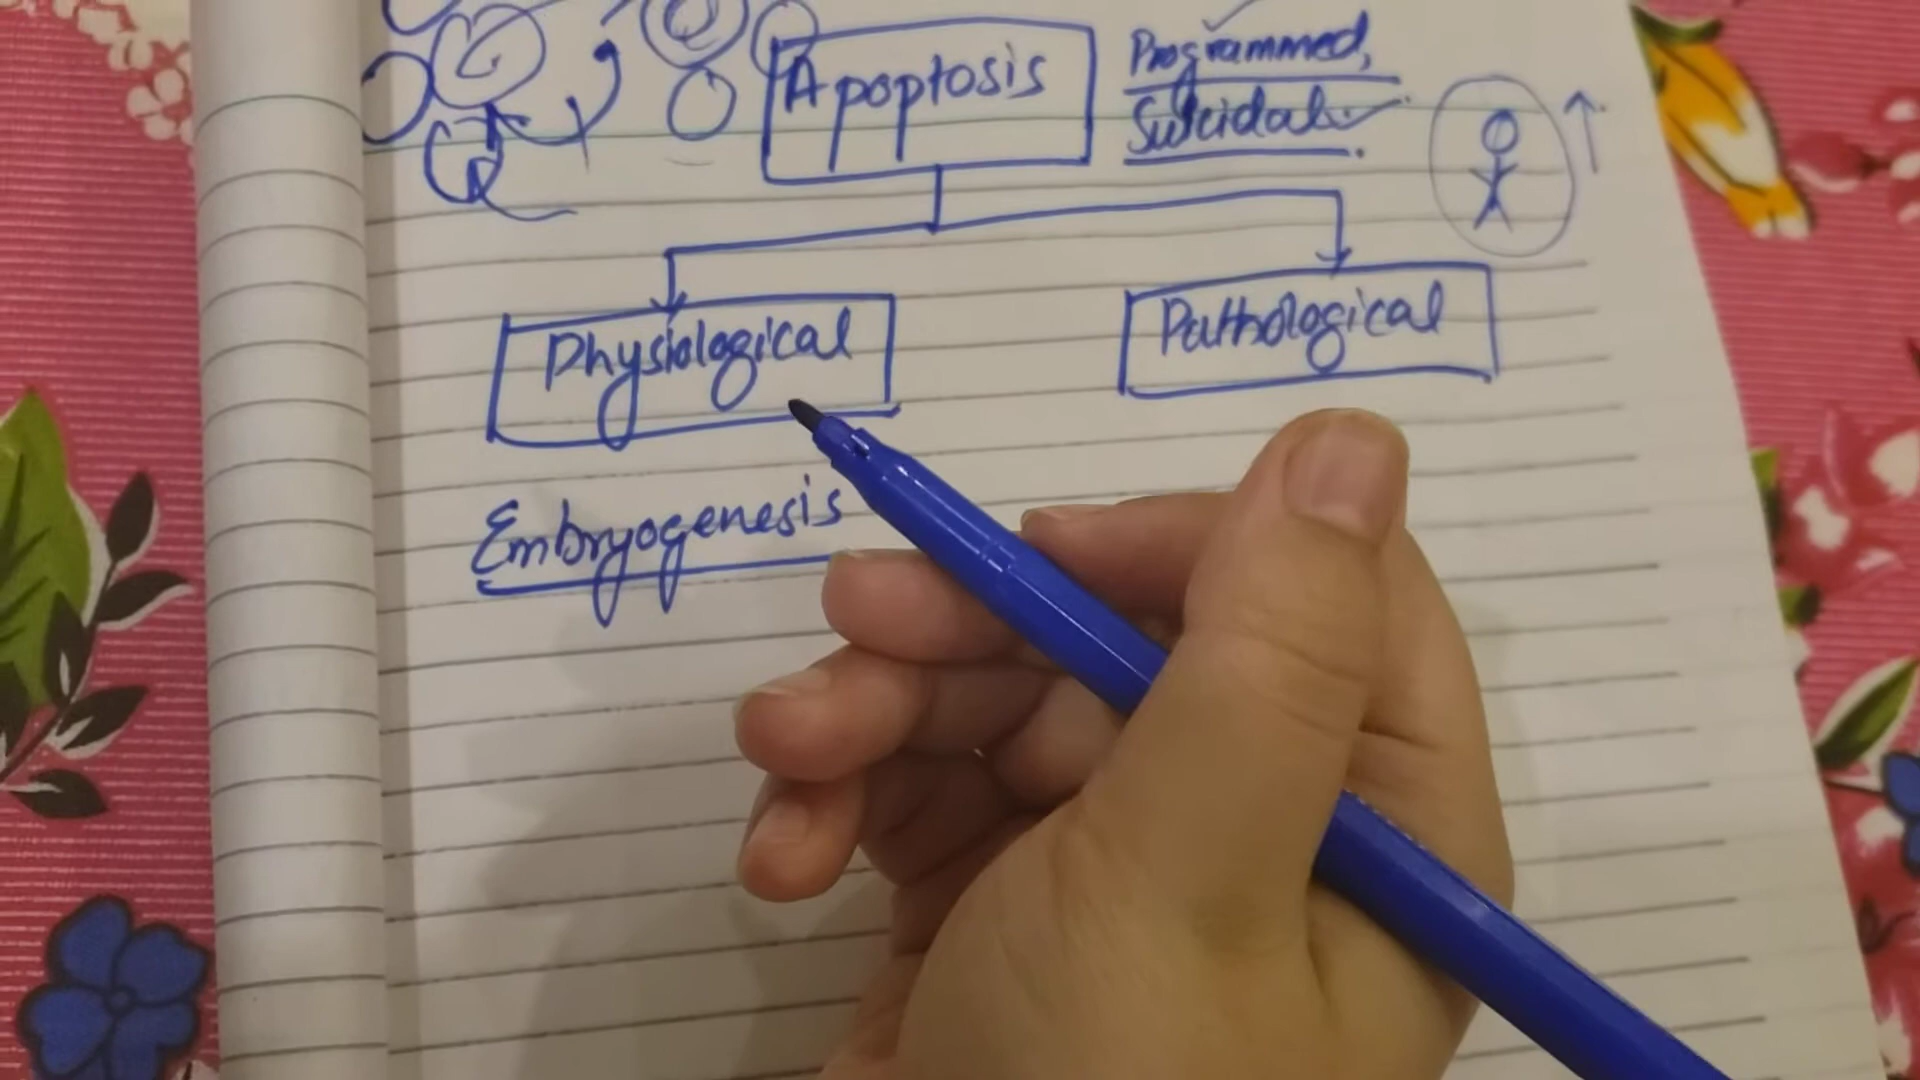 Apoptosis
Programmed,
Suicidal
Physiological
Pathological
Embryogenesis